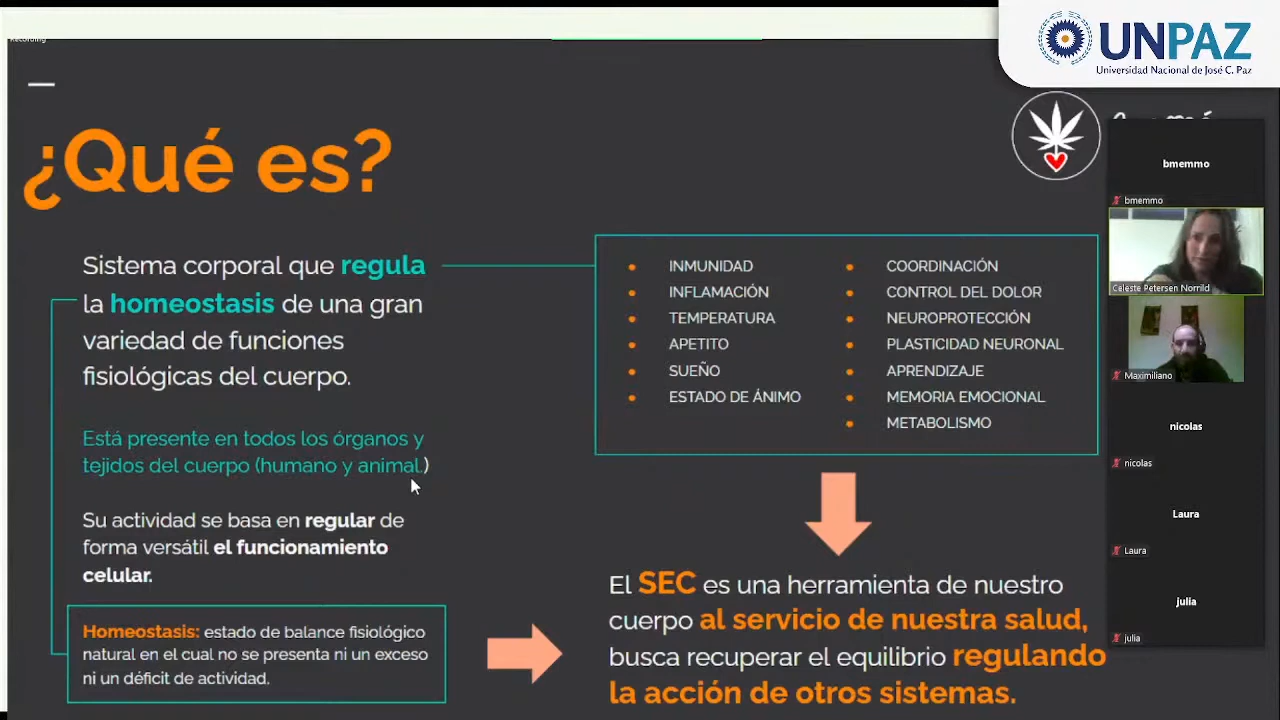 recording
UNPAZ
Universidad Nacional de José C. Paz
¿Qué es?
Sistema corporal que regula
la homeostasis de una gran
variedad de funciones
fisiológicas del cuerpo.
Está presente en todos los órganos y
tejidos del cuerpo (humano y animal.)
Su actividad se basa en regular de
forma versátil el funcionamiento
celular.
Homeostasis: estado de balance fisiológico
natural en el cual no se presenta ni un exceso
ni un déficit de actividad.
INMUNIDAD
INFLAMACIÓN
TEMPERATURA
APETITO
SUEÑO
ESTADO DE ÁNIMO
COORDINACIÓN
CONTROL DEL DOLOR
NEUROPROTECCIÓN
PLASTICIDAD NEURONAL
APRENDIZAJE
MEMORIA EMOCIONAL
METABOLISMO
El SEC es una herramienta de nuestro
cuerpo al servicio de nuestra salud,
busca recuperar el equilibrio regulando
la acción de otros sistemas.
bmemmo
bmemmo
Celeste Petersen Norrild
Maximiliano
nicolas
nicolas
Laura
Laura
julia
julia